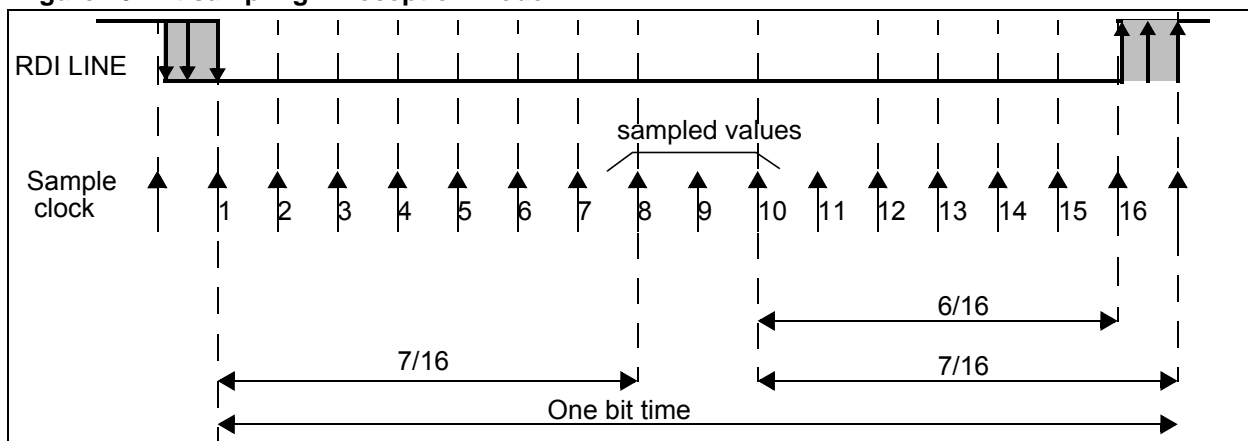 RDI LINE
sampled values
Sample
clock
1 2 3 4 5 6 7 8 9 10 11 12 13 14 15 16
6/16
7/16 7/16
One bit time